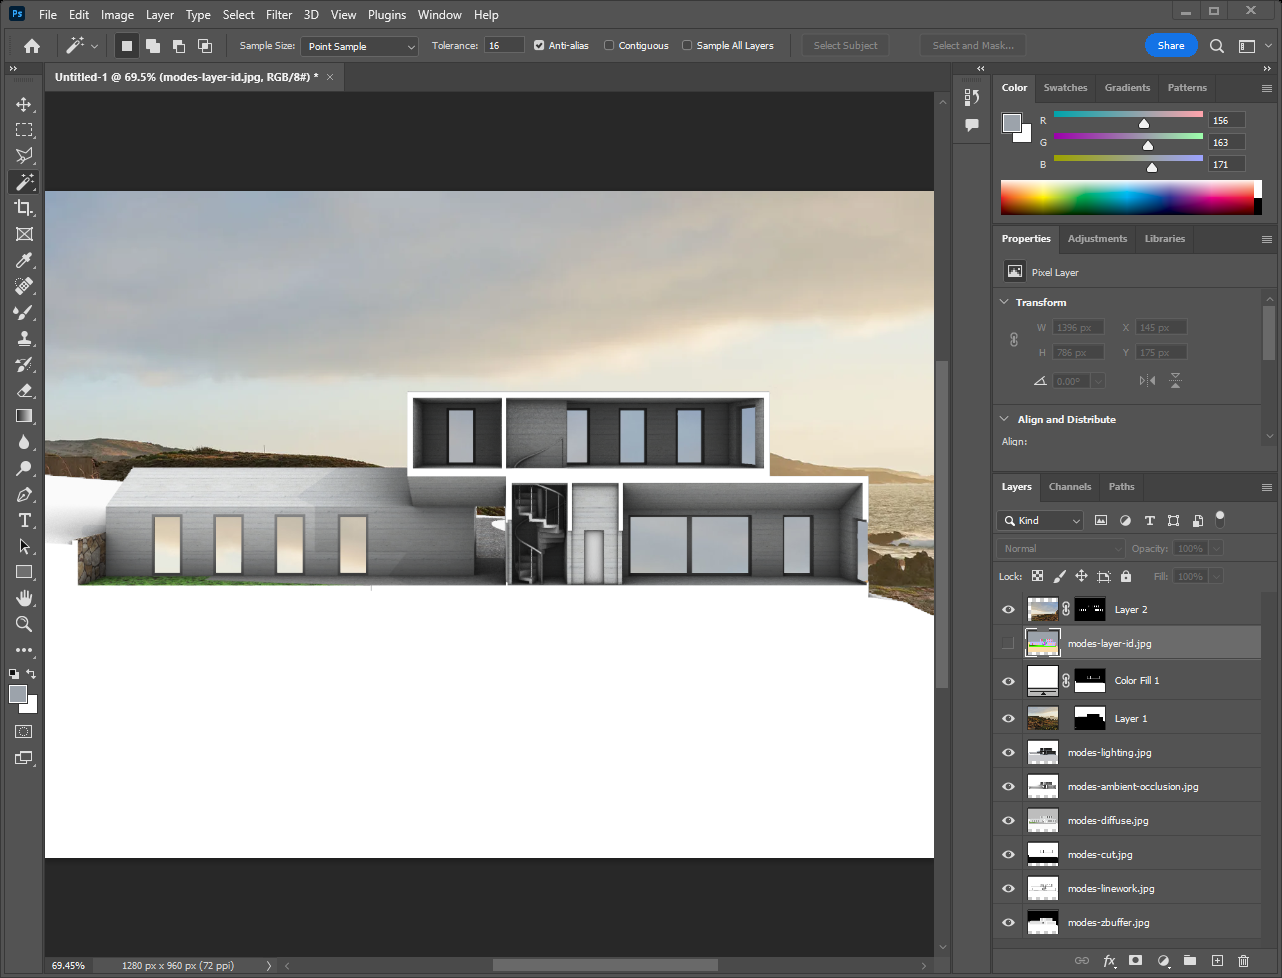 Ps File Edit Image Layer Type Select Filter 3D View Plugins Window Help
Sample Size: Point Sample Tolerance: 16 Anti-alias Contiguous Sample All Layers Select Subject Select and Mask... Share
Untitled-1 @ 69.5% (modes-layer-id.jpg, RGB/8#) * ×
Color Swatches Gradients Patterns
R 156
G 163
B 171
Properties Adjustments Libraries
Pixel Layer
Transform
W 1396 px X 145 px
H 786 px Y 175 px
0.00°
Align and Distribute
Align:
Layers Channels Paths
Kind
Normal Opacity: 100%
Lock: Fill: 100%
Layer 2
modes-layer-id.jpg
Color Fill 1
Layer 1
modes-lighting.jpg
modes-ambient-occlusion.jpg
modes-diffuse.jpg
modes-cut.jpg
modes-linework.jpg
modes-zbuffer.jpg
69.45% 1280 px x 960 px (72 ppi)
fx